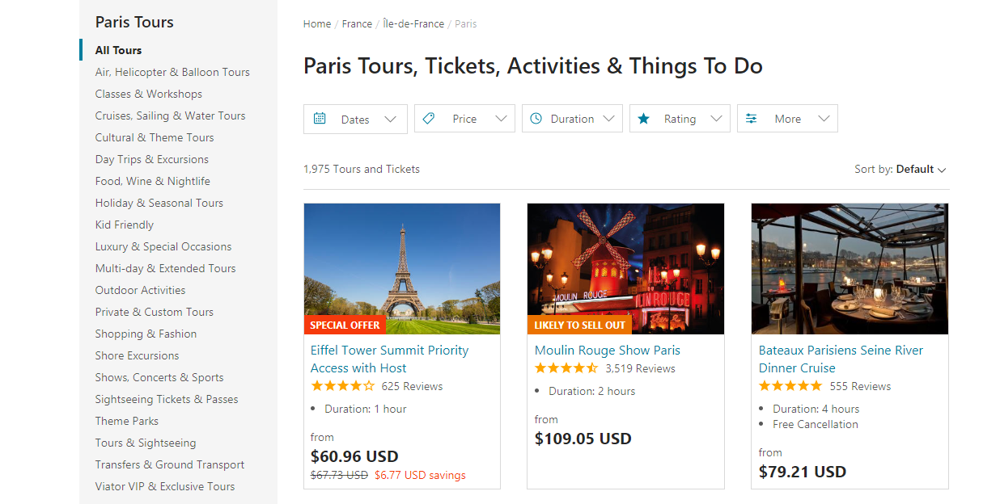 Paris Tours
All Tours
Air, Helicopter & Balloon Tours
Classes & Workshops
Cruises, Sailing & Water Tours
Cultural & Theme Tours
Day Trips & Excursions
Food, Wine & Nightlife
Holiday & Seasonal Tours
Kid Friendly
Luxury & Special Occasions
Multi-day & Extended Tours
Outdoor Activities
Private & Custom Tours
Shopping & Fashion
Shore Excursions
Shows, Concerts & Sports
Sightseeing Tickets & Passes
Theme Parks
Tours & Sightseeing
Transfers & Ground Transport
Viator VIP & Exclusive Tours
Home / France / Île-de-France / Paris
Paris Tours, Tickets, Activities & Things To Do
Dates Price Duration Rating More
1,975 Tours and Tickets
Sort by: Default
SPECIAL OFFER
Eiffel Tower Summit Priority
Access with Host
625 Reviews
• Duration: 1 hour
from
$60.96 USD
$67.73 USD $6.77 USD savings
MOULIN ROUGE
MOULIN ROUGE
LIKELY TO SELL OUT
Moulin Rouge Show Paris
3,519 Reviews
• Duration: 2 hours
from
$109.05 USD
Bateaux Parisiens Seine River
Dinner Cruise
555 Reviews
• Duration: 4 hours
• Free Cancellation
from
$79.21 USD